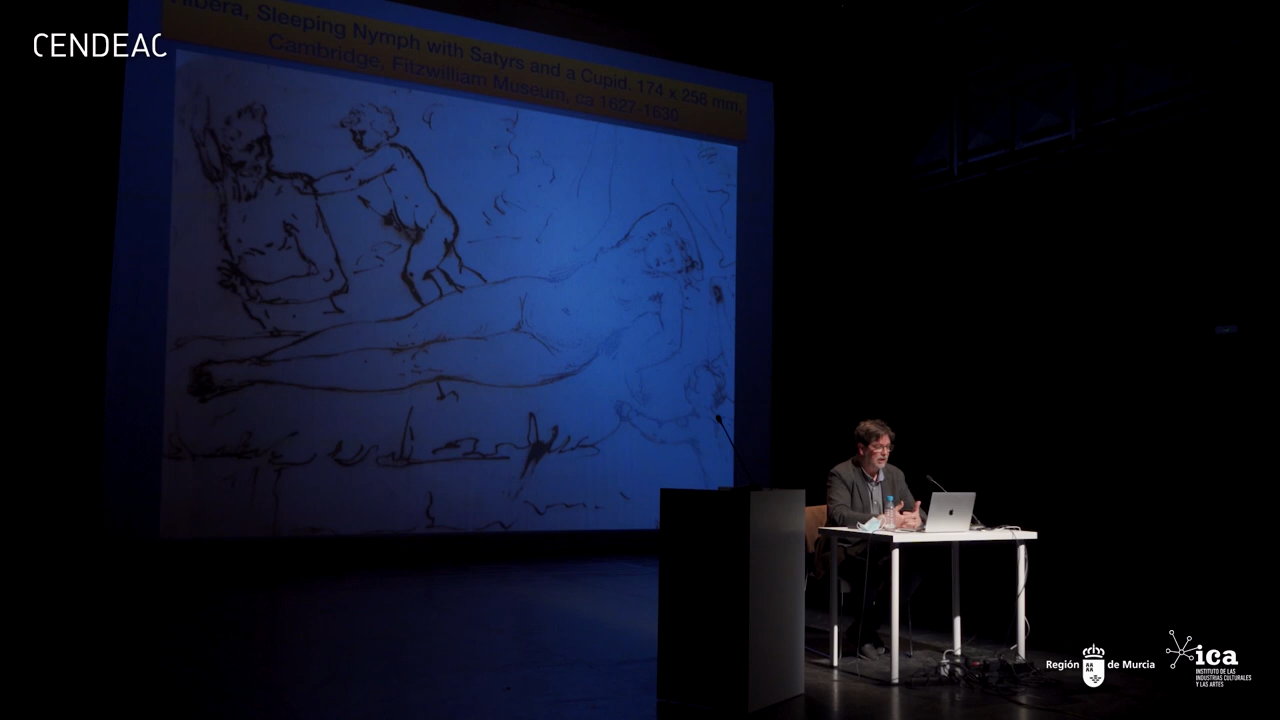 CENDEAC
Ribera, Sleeping Nymph with Satyrs and a Cupid. 174 x 258 mm.
Cambridge, Fitzwilliam Museum, ca 1627-1630
Región de Murcia
ica
INSTITUTO DE LAS
INDUSTRIAS CULTURALES
Y LAS ARTES